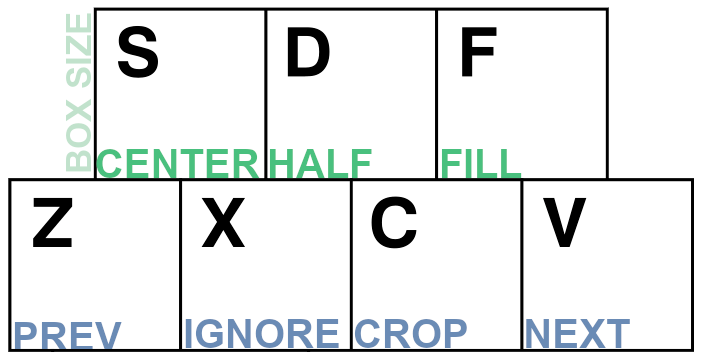 BOX SIZE
S D F
CENTER HALF FILL
Z X C V
PREV IGNORE CROP NEXT